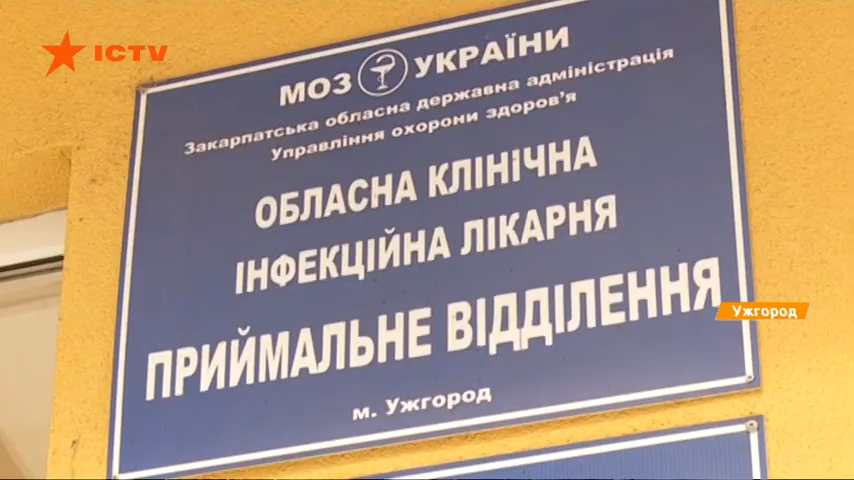 ICTV
МОЗ УКРАЇНИ
Закарпатська обласна державна адміністрація
Управління охорони здоров'я
ОБЛАСНА КЛІНІЧНА
ІНФЕКЦІЙНА ЛІКАРНЯ
ПРИЙМАЛЬНЕ ВІДДІЛЕННЯ
Ужгород
м. Ужгород